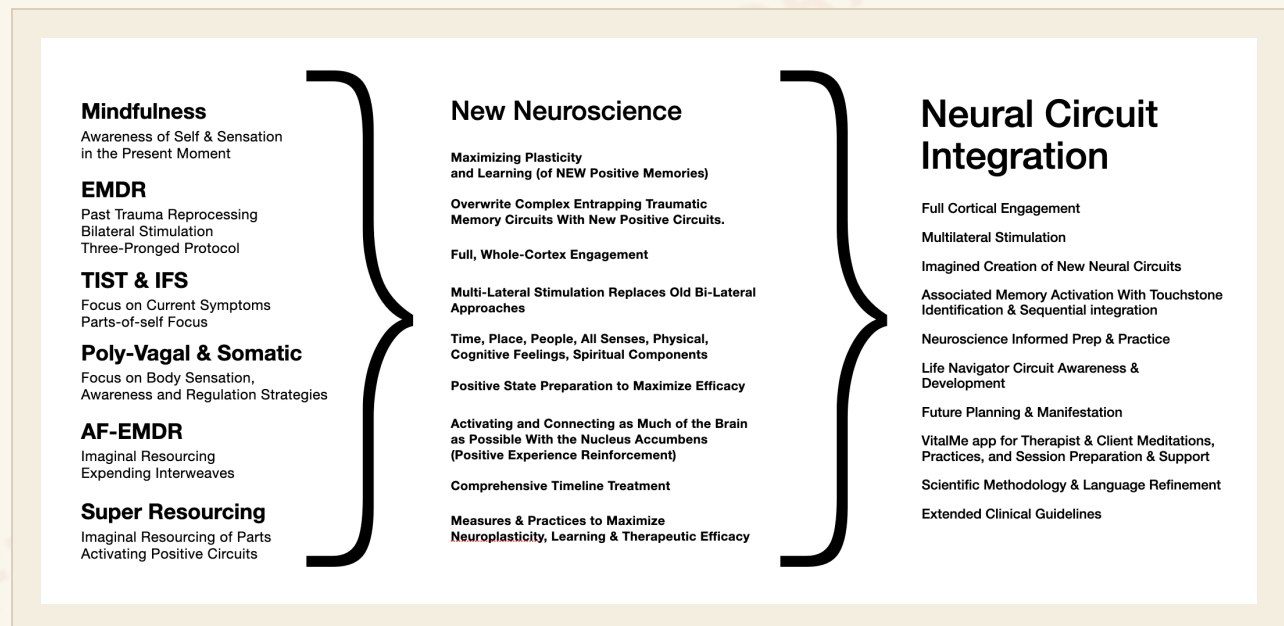 Mindfulness
Awareness of Self & Sensation
in the Present Moment
EMDR
Past Trauma Reprocessing
Bilateral Stimulation
Three-Pronged Protocol
TIST & IFS
Focus on Current Symptoms
Parts-of-self Focus
Poly-Vagal & Somatic
Focus on Body Sensation,
Awareness and Regulation Strategies
AF-EMDR
Imaginal Resourcing
Expending Interweaves
Super Resourcing
Imaginal Resourcing of Parts
Activating Positive Circuits
New Neuroscience
Maximizing Plasticity
and Learning (of NEW Positive Memories)
Overwrite Complex Entrapping Traumatic
Memory Circuits With New Positive Circuits.
Full, Whole-Cortex Engagement
Multi-Lateral Stimulation Replaces Old Bi-Lateral
Approaches
Time, Place, People, All Senses, Physical,
Cognitive Feelings, Spiritual Components
Positive State Preparation to Maximize Efficacy
Activating and Connecting as Much of the Brain
as Possible With the Nucleus Accumbens
(Positive Experience Reinforcement)
Comprehensive Timeline Treatment
Measures & Practices to Maximize
Neuroplasticity, Learning & Therapeutic Efficacy
Neural Circuit
Integration
Full Cortical Engagement
Multilateral Stimulation
Imagined Creation of New Neural Circuits
Associated Memory Activation With Touchstone
Identification & Sequential integration
Neuroscience Informed Prep & Practice
Life Navigator Circuit Awareness &
Development
Future Planning & Manifestation
VitalMe app for Therapist & Client Meditations,
Practices, and Session Preparation & Support
Scientific Methodology & Language Refinement
Extended Clinical Guidelines